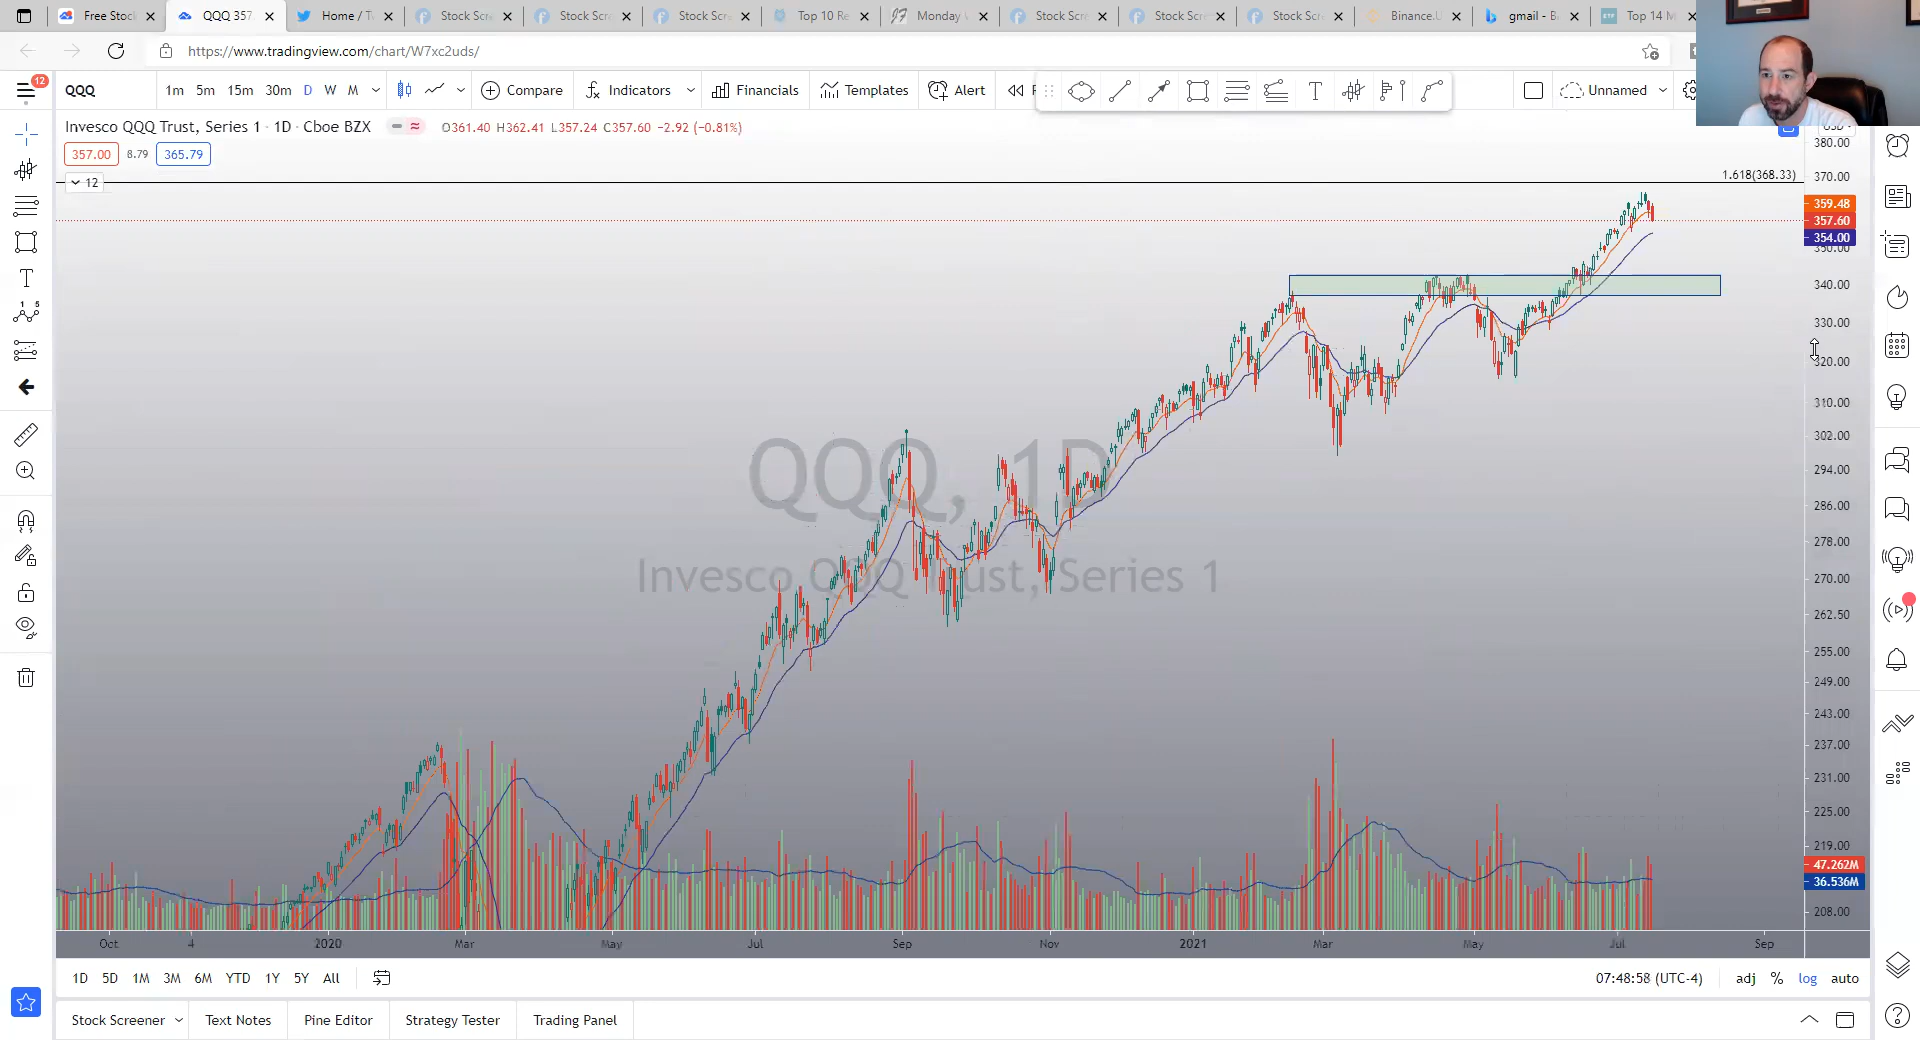 Free Stock
QQQ 357
Home / T
Stock Scre
Stock Scre
Stock Scr
Top 10 Re
Monday
Stock Scre
Stock Scr
Stock Scr
Binance.U
gmail - B
Top 14 M
https://www.tradingview.com/chart/W7xc2uds/
12
QQQ
1m 5m 15m 30m D W M
Compare
Indicators
Financials
Templates
Alert
Unnamed
Invesco QQQ Trust, Series 1 · 1D · Cboe BZX
O361.40 H362.41 L357.24 C357.60 −2.92 (−0.81%)
357.00 8.79 365.79
12
1.618(368.33)
USD
380.00
370.00
359.48
357.60
354.00
350.00
340.00
330.00
320.00
310.00
302.00
294.00
286.00
278.00
270.00
262.50
255.00
249.00
243.00
237.00
231.00
225.00
219.00
47.262M
36.536M
208.00
QQQ, 1D
Invesco QQQ Trust, Series 1
Oct 4 2020 Mar May Jul Sep Nov 2021 Mar May Jul Sep
1D 5D 1M 3M 6M YTD 1Y 5Y All
07:48:58 (UTC-4)
adj % log auto
Stock Screener Text Notes Pine Editor Strategy Tester Trading Panel